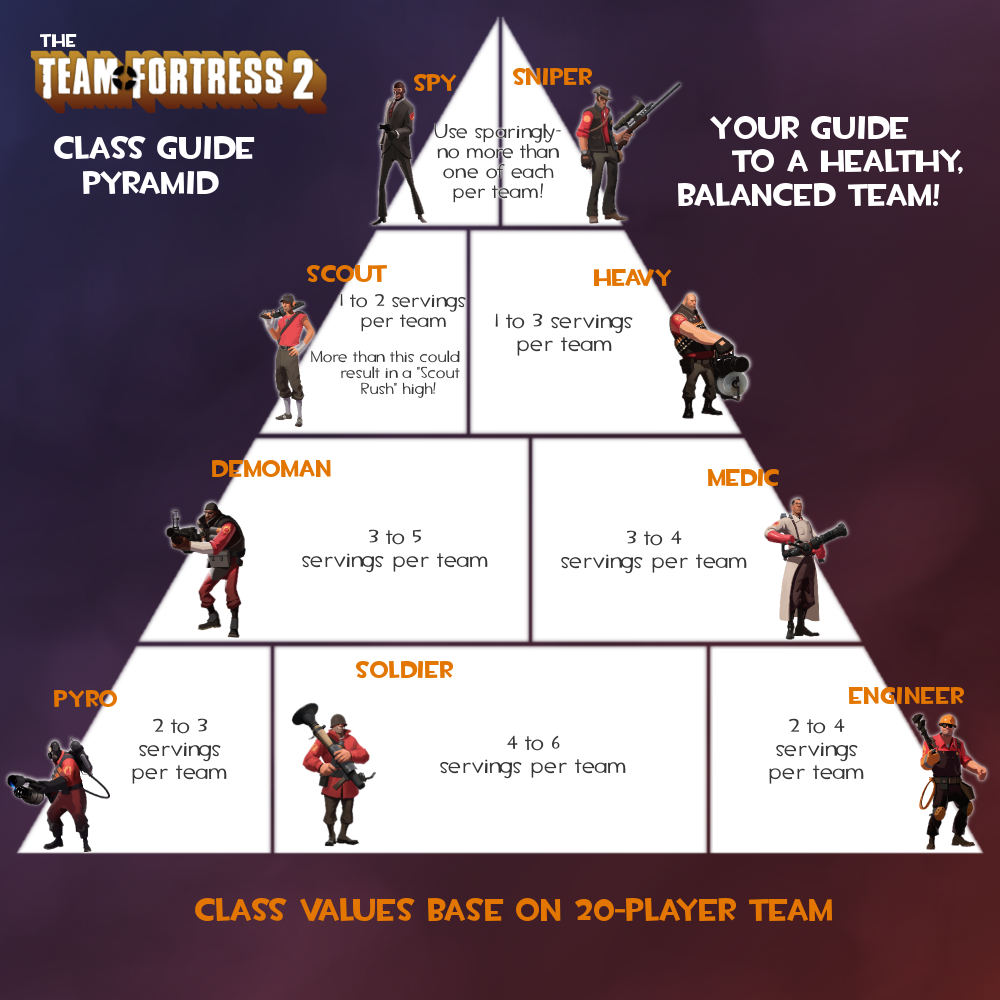 THE
TEAM FORTRESS 2
CLASS GUIDE
PYRAMID
YOUR GUIDE
TO A HEALTHY,
BALANCED TEAM!
SPY
SNIPER
Use sparingly-
no more than
one of each
per team!
SCOUT
1 to 2 servings
per team
More than this could
result in a "Scout
Rush" high!
HEAVY
1 to 3 servings
per team
DEMOMAN
3 to 5
servings per team
MEDIC
3 to 4
servings per team
PYRO
2 to 3
servings
per team
SOLDIER
4 to 6
servings per team
ENGINEER
2 to 4
servings
per team
CLASS VALUES BASE ON 20-PLAYER TEAM